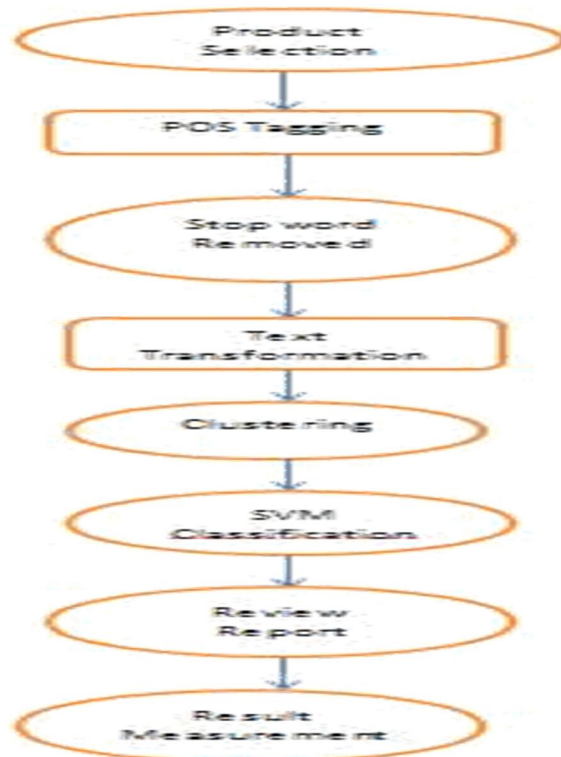 Product
Selection
POS Tagging
Stop word
Removed
Text
Transformation
Clustering
SVM
Classification
Review
Report
Result
Measurement